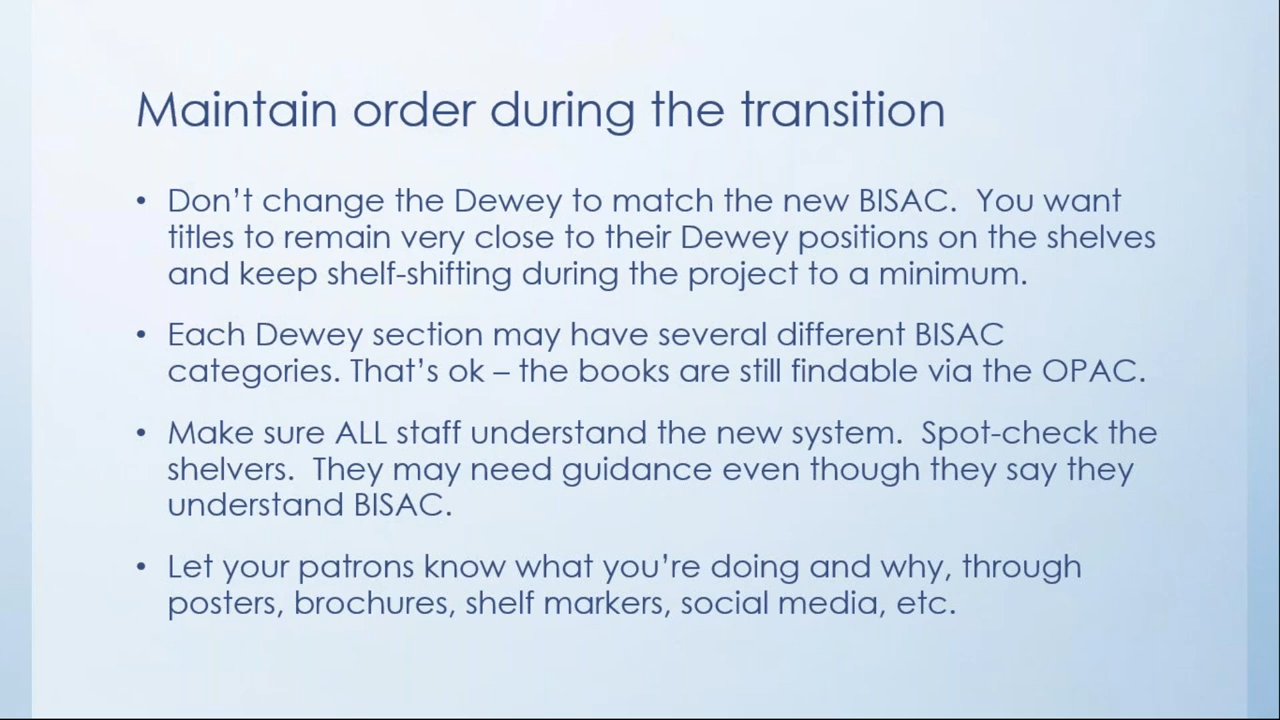 Maintain order during the transition
• Don't change the Dewey to match the new BISAC.  You want
titles to remain very close to their Dewey positions on the shelves
and keep shelf-shifting during the project to a minimum.
• Each Dewey section may have several different BISAC
categories. That's ok – the books are still findable via the OPAC.
• Make sure ALL staff understand the new system.  Spot-check the
shelvers.  They may need guidance even though they say they
understand BISAC.
• Let your patrons know what you're doing and why, through
posters, brochures, shelf markers, social media, etc.